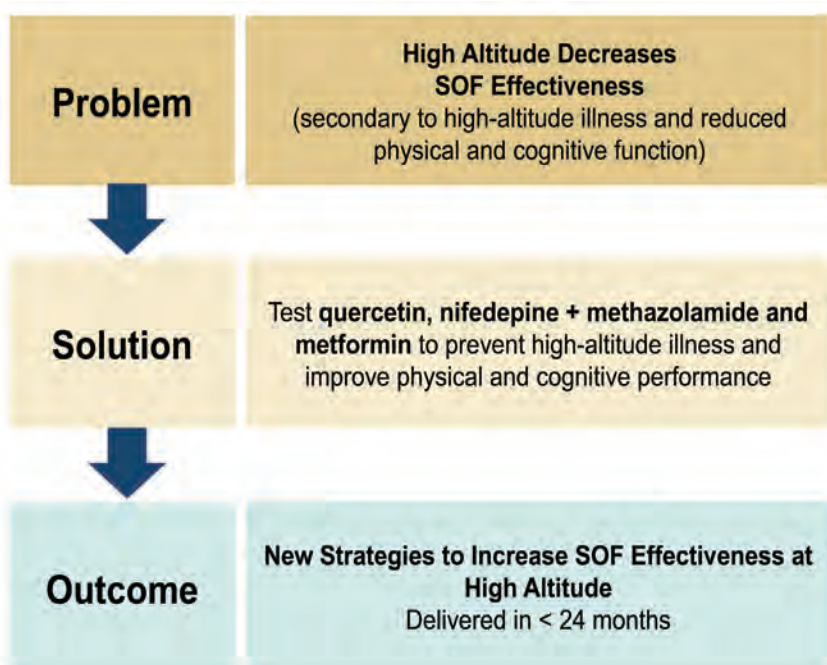 Problem
High Altitude Decreases
SOF Effectiveness
(secondary to high-altitude illness and reduced
physical and cognitive function)
Solution
Test quercetin, nifedepine + methazolamide and
metformin to prevent high-altitude illness and
improve physical and cognitive performance
Outcome
New Strategies to Increase SOF Effectiveness at
High Altitude
Delivered in < 24 months